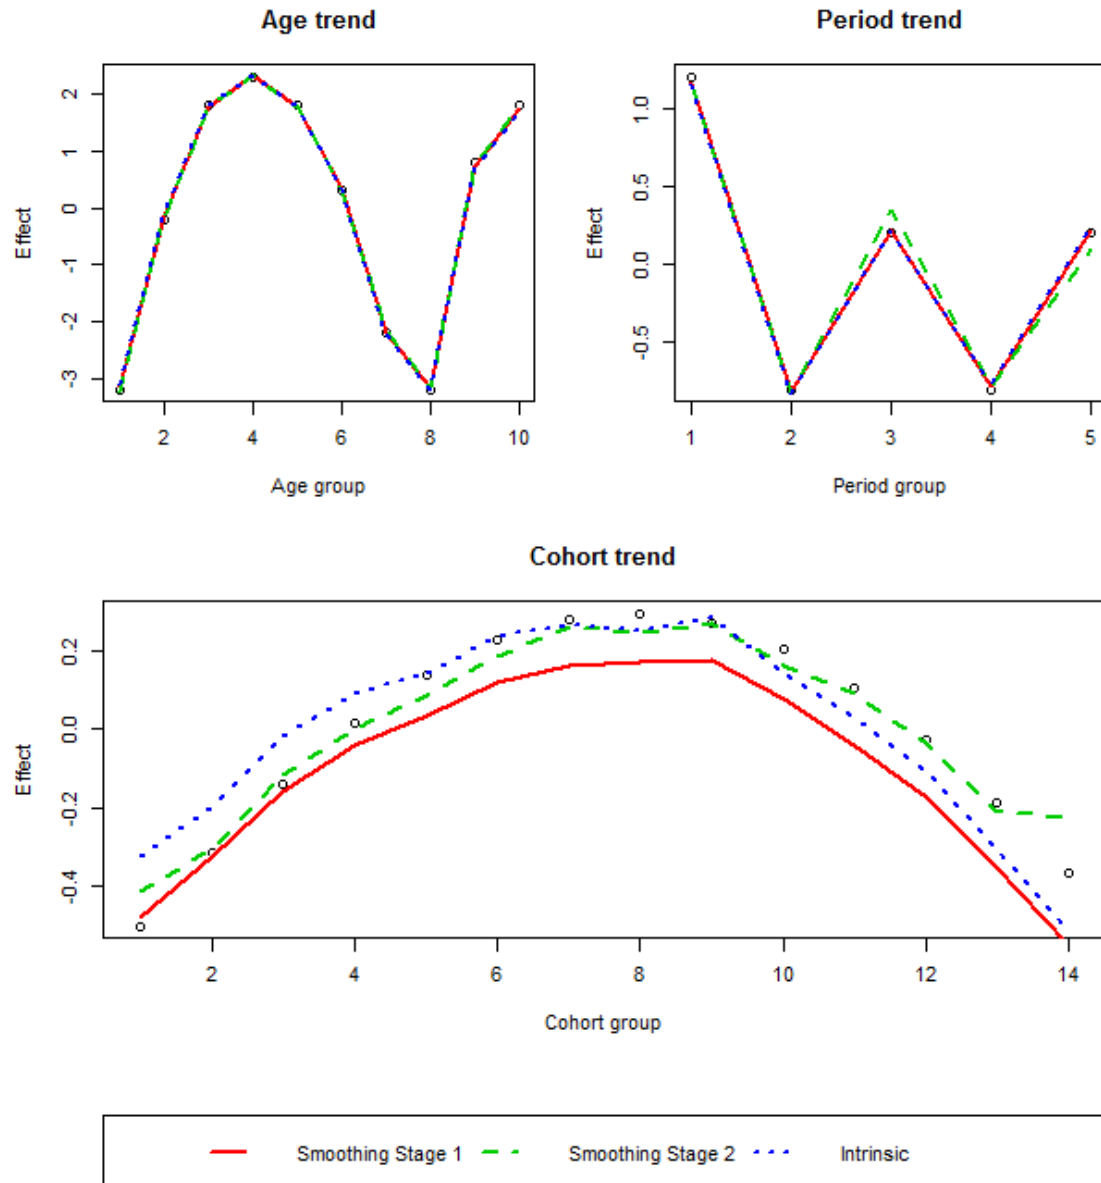 Age trend
Effect
2
1
0
-1
-2
-3
2 4 6 8 10
Age group
Period trend
Effect
1.0
0.5
0.0
-0.5
1 2 3 4 5
Period group
Cohort trend
Effect
0.2
0.0
-0.2
-0.4
2 4 6 8 10 12 14
Cohort group
Smoothing Stage 1 Smoothing Stage 2 Intrinsic